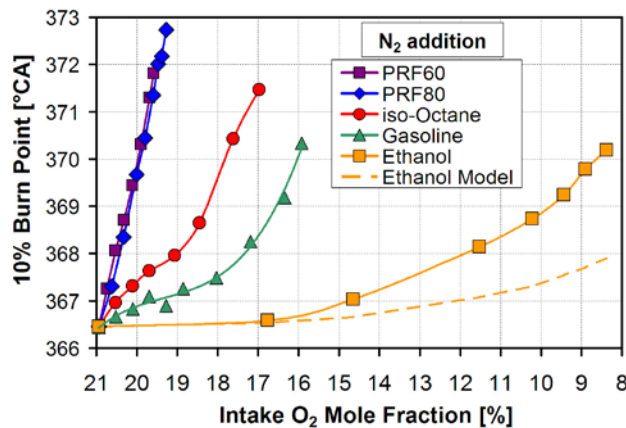 373
372
371
370
369
368
367
366
10% Burn Point [°CA]
N₂ addition
PRF60
PRF80
iso-Octane
Gasoline
Ethanol
Ethanol Model
21 20 19 18 17 16 15 14 13 12 11 10 9 8
Intake O₂ Mole Fraction [%]